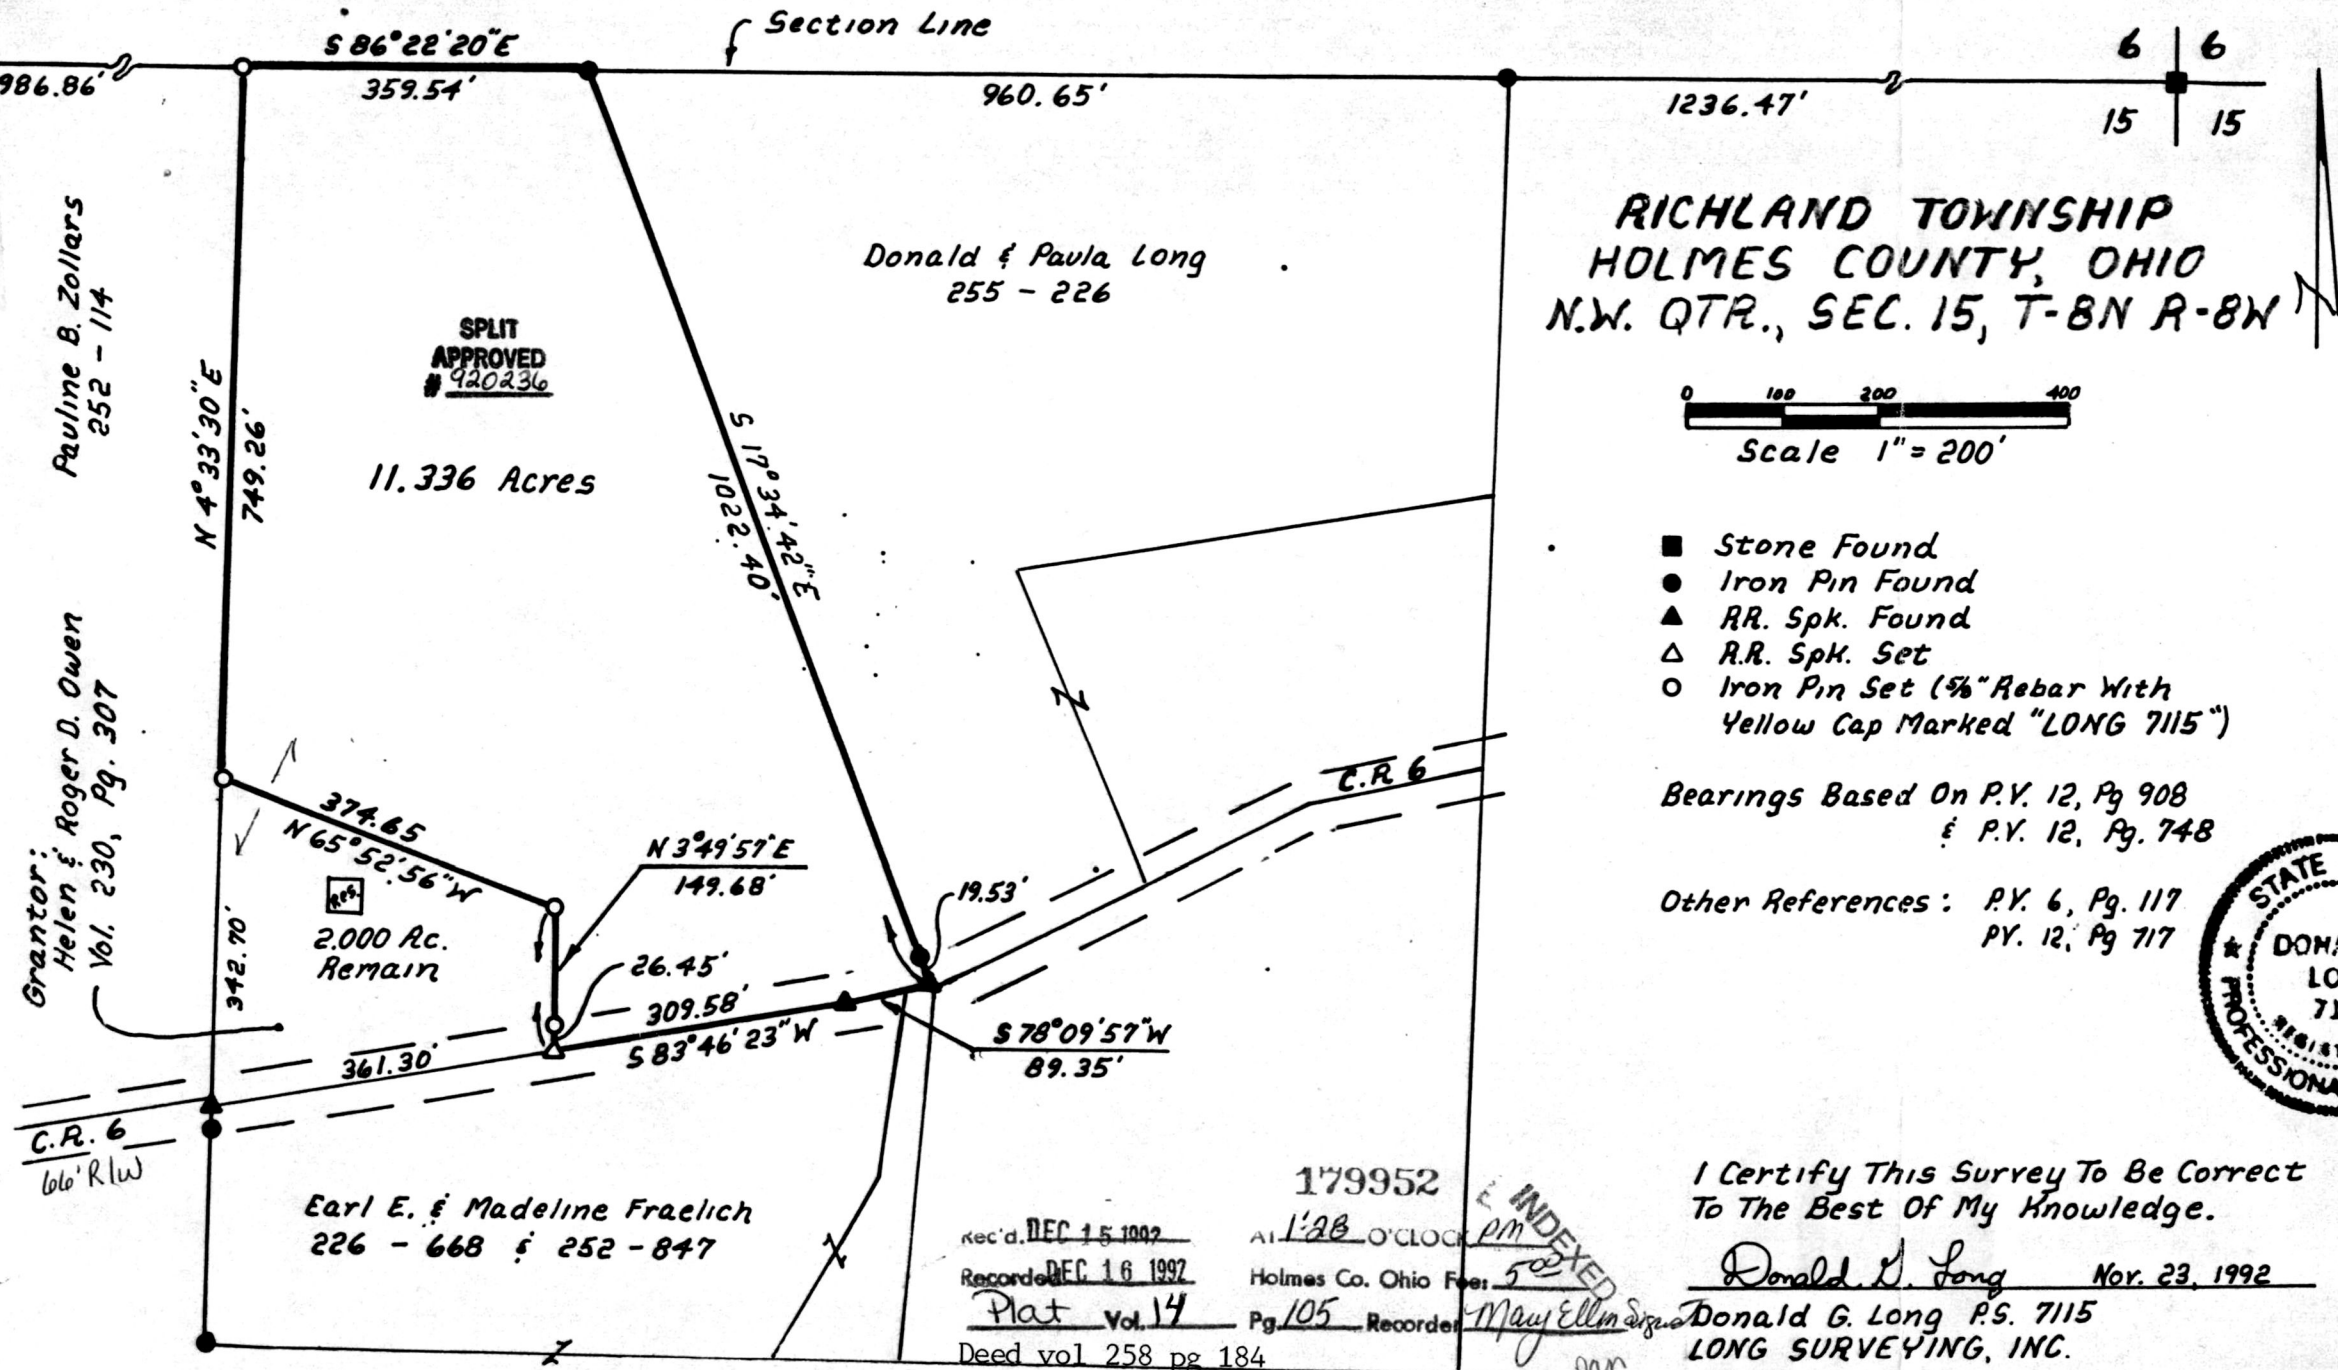 Section Line
S 86°22'20"E
986.86'
359.54'
960.65'
1236.47'
6 | 6
15 | 15
RICHLAND TOWNSHIP
HOLMES COUNTY, OHIO
N.W. QTR., SEC. 15, T-8N R-8W
0 100 200 400
Scale 1" = 200'
Pauline B. Zollars
252 - 114
Donald & Paula Long
255 - 226
SPLIT
APPROVED
# 920236
11.336 Acres
N 4°33'30"E
749.26'
S 17°34'42"E
1022.40'
Stone Found
Iron Pin Found
RR. Spk. Found
R.R. Spk. Set
Iron Pin Set (5/8" Rebar With
Yellow Cap Marked "LONG 7115")
Bearings Based On P.V. 12, Pg 908
& P.V. 12, Pg. 748
Other References: P.V. 6, Pg. 117
PV. 12, Pg 717
Grantor:
Helen & Roger D. Owen
Vol. 230, Pg. 307
374.65
N 65°52'56"W
RES.
2.000 Ac.
Remain
342.70'
N 3°49'57"E
149.68'
19.53'
26.45'
309.58'
S 83°46'23"W
S 78°09'57"W
89.35'
361.30'
C.R. 6
C.R. 6
66' R/W
Earl E. & Madeline Fraelich
226 - 668 & 252 - 847
STATE
PROFESSIONA
179952
INDEXED
Rec'd. DEC 15 1992 At 1:28 O'CLOCK PM
Recorded DEC 16 1992 Holmes Co. Ohio Fee: 5.00
Plat Vol. 14 Pg. 105 Recorder Mary Ellen
Deed vol 258 pg 184
I Certify This Survey To Be Correct
To The Best Of My Knowledge.
Donald G. Long Nov. 23, 1992
Donald G. Long P.S. 7115
LONG SURVEYING, INC.